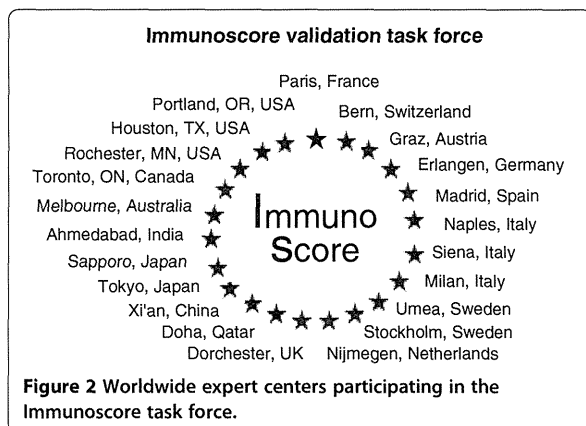 Immunoscore validation task force
Paris, France
Portland, OR, USA
Bern, Switzerland
Houston, TX, USA
Graz, Austria
Rochester, MN, USA
Erlangen, Germany
Toronto, ON, Canada
Madrid, Spain
Melbourne, Australia
Naples, Italy
Immuno
Score
Ahmedabad, India
Siena, Italy
Sapporo, Japan
Milan, Italy
Tokyo, Japan
Umea, Sweden
Xi'an, China
Stockholm, Sweden
Doha, Qatar
Dorchester, UK
Nijmegen, Netherlands
Figure 2 Worldwide expert centers participating in the
Immunoscore task force.